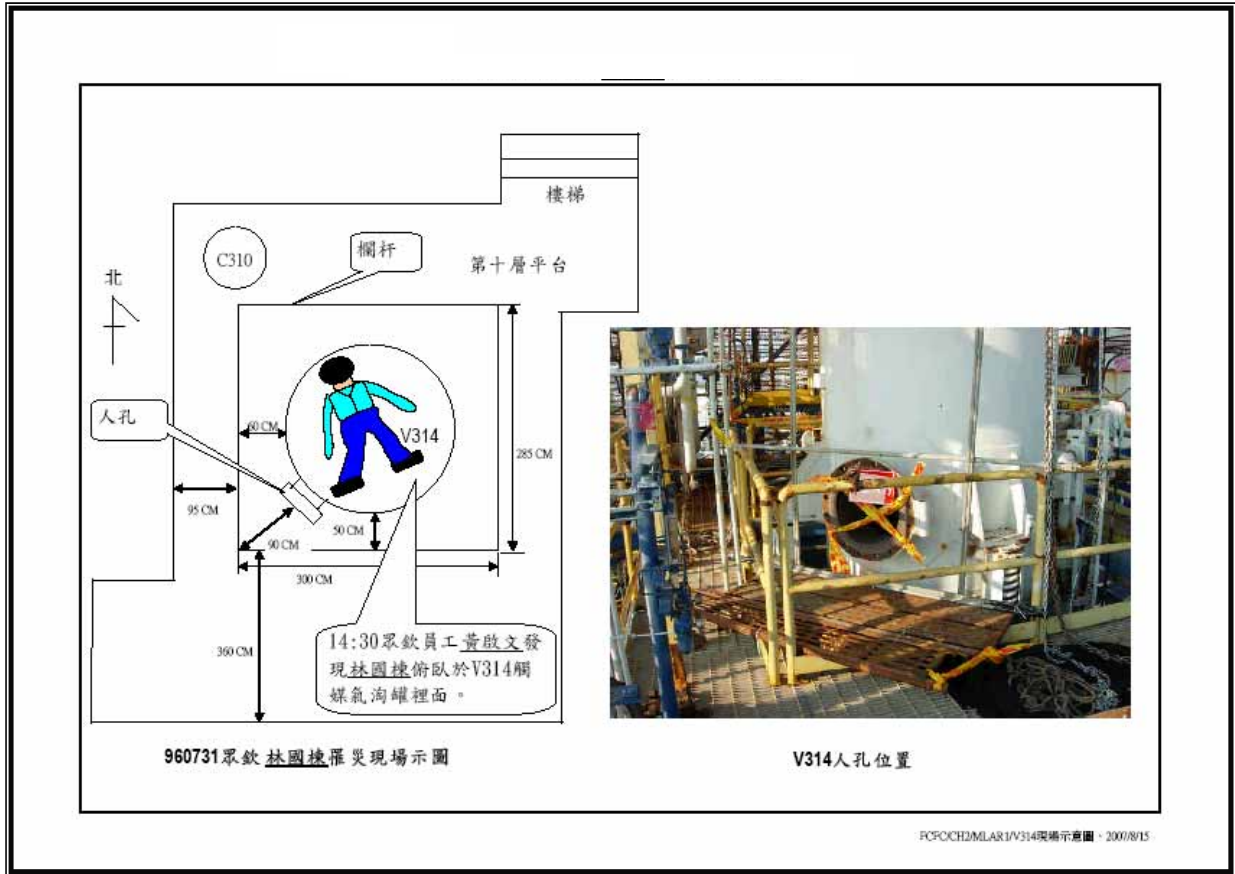 樓梯
C310
欄杆
第十層平台
北
人孔
60 CM
V314
285 CM
95 CM
50 CM
90 CM
300 CM
360 CM
14:30眾欽員工黃啟文發
現林國棟俯臥於V314觸
媒氣淘罐裡面。
960731眾欽 林國棟罹災現場示圖
V314人孔位置
FCFC/CH2/MLAR1/V314現場示意圖、2007/8/15